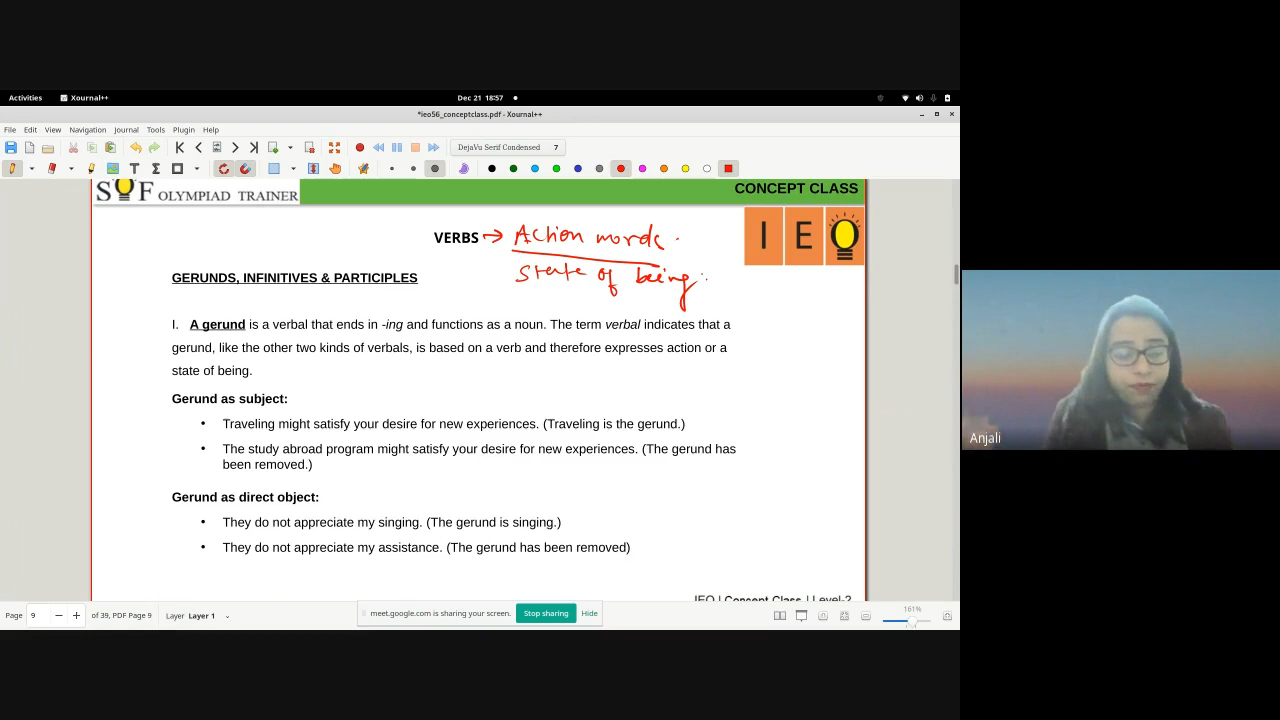 Activities Xournal++ Dec 21 18:57
*ieo56_conceptclass.pdf - Xournal++
File Edit View Navigation Journal Tools Plugin Help
DejaVu Serif Condensed 7
SOF OLYMPIAD TRAINER CONCEPT CLASS
VERBS → Action words.
State of being.
IEO
GERUNDS, INFINITIVES & PARTICIPLES
I. A gerund is a verbal that ends in -ing and functions as a noun. The term verbal indicates that a
gerund, like the other two kinds of verbals, is based on a verb and therefore expresses action or a
state of being.
Gerund as subject:
• Traveling might satisfy your desire for new experiences. (Traveling is the gerund.)
• The study abroad program might satisfy your desire for new experiences. (The gerund has
been removed.)
Gerund as direct object:
• They do not appreciate my singing. (The gerund is singing.)
• They do not appreciate my assistance. (The gerund has been removed)
IEO | Concept Class | Level-2
Page 9 of 39, PDF Page 9 Layer Layer 1
meet.google.com is sharing your screen. Stop sharing Hide
161%
Anjali